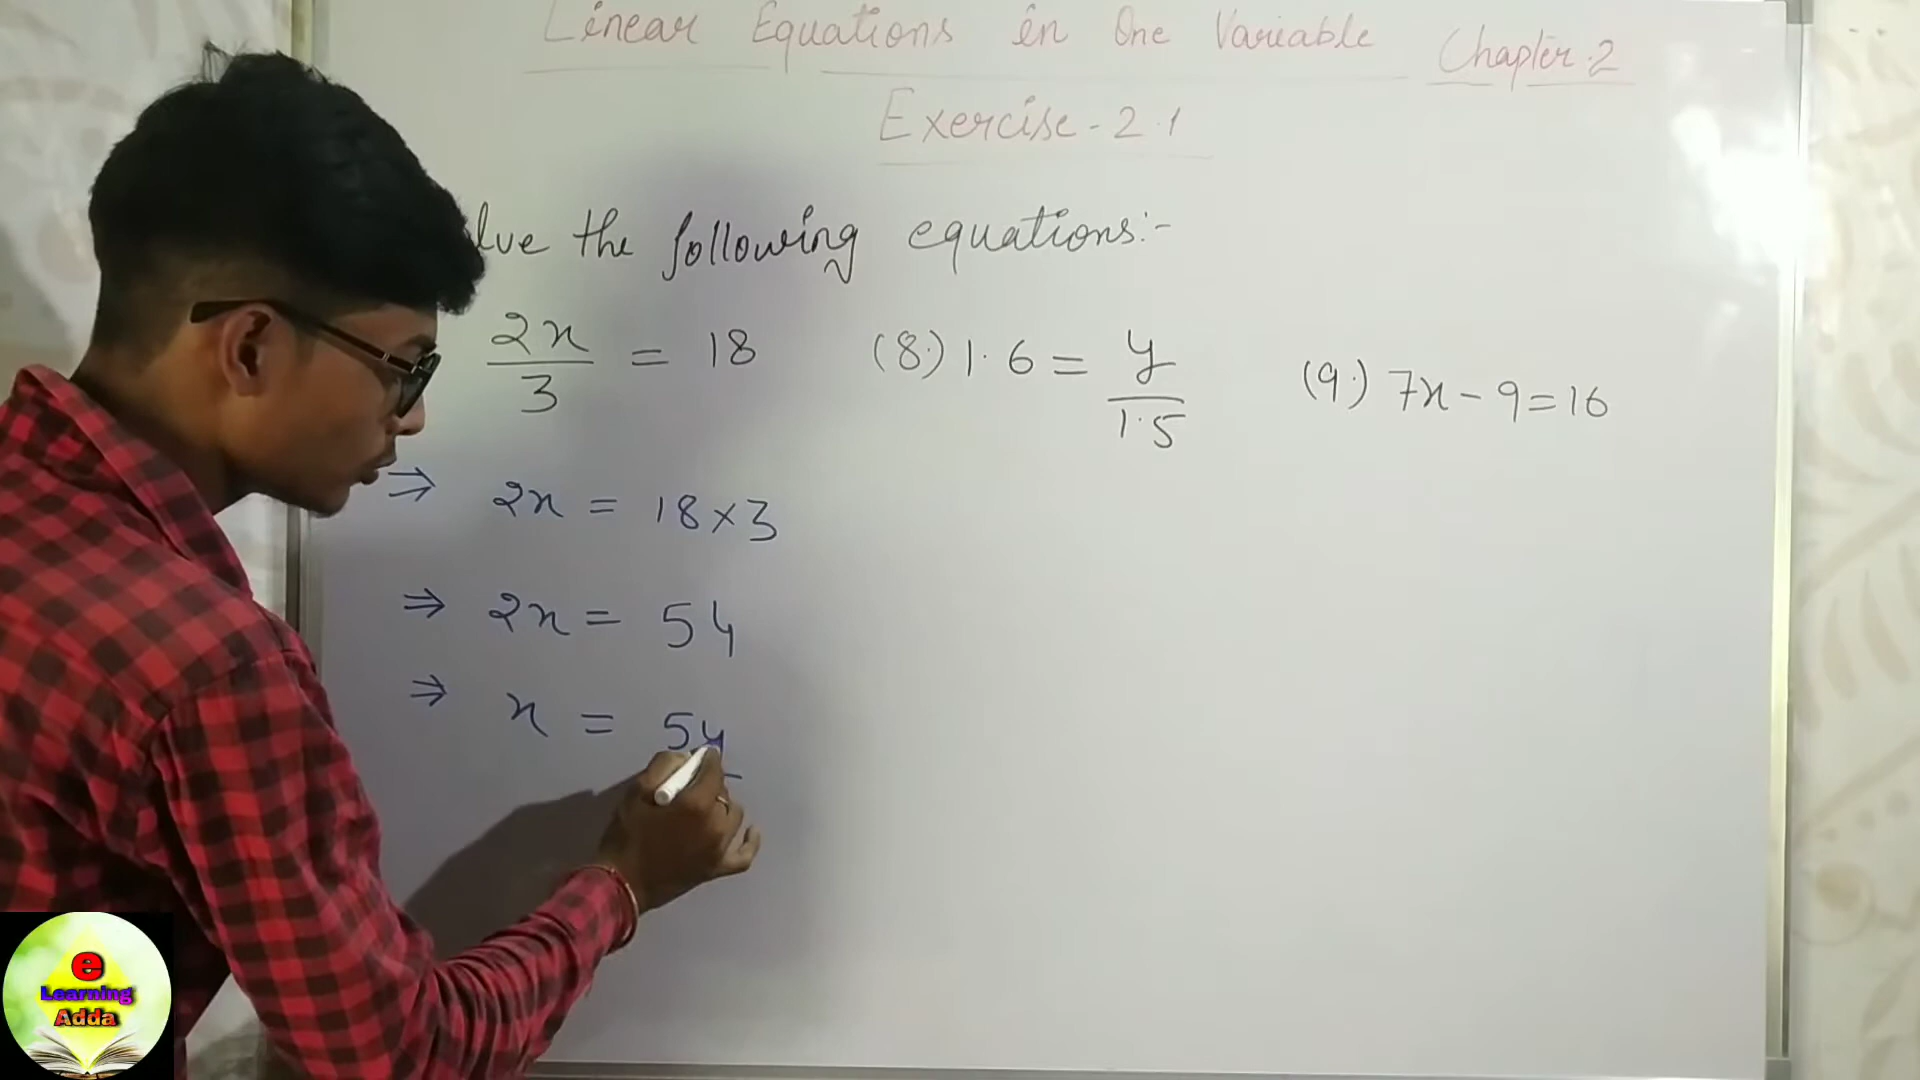 Linear Equations in One Variable Chapter.2
Exercise-2.1
lve the following equations:-
2x/3 = 18 (8.) 1.6 = y/1.5 (9.) 7x - 9 = 16
⇒ 2x = 18 × 3
⇒ 2x = 54
⇒ x = 54
e
Learning
Adda